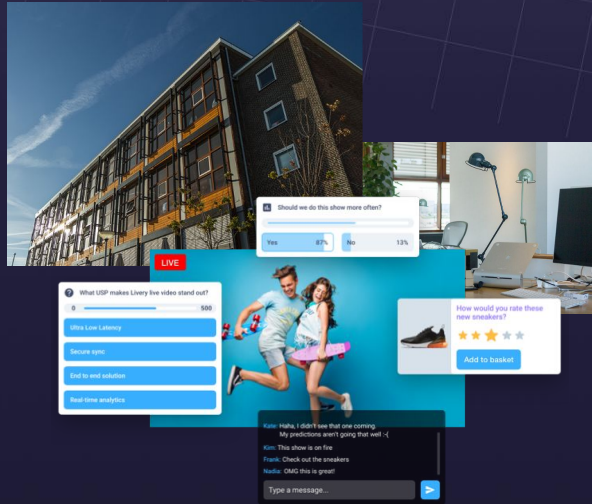 Should we do this show more often?
Yes 87% No 13%
LIVE
What USP makes Livery live video stand out?
0 500
Ultra Low Latency
Secure sync
End to end solution
Real-time analytics
How would you rate these
new sneakers?
Add to basket
Kate: Haha, I didn't see that one coming.
My predictions aren't going that well :-(
Kim: This show is on fire
Frank: Check out the sneakers
Nadia: OMG this is great!
Type a message...